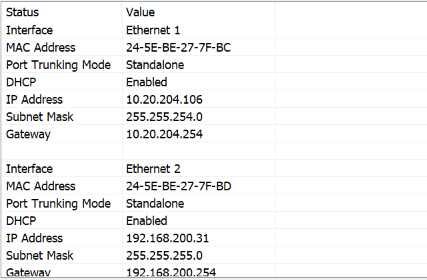 Status Value
Interface Ethernet 1
MAC Address 24-5E-BE-27-7F-BC
Port Trunking Mode Standalone
DHCP Enabled
IP Address 10.20.204.106
Subnet Mask 255.255.254.0
Gateway 10.20.204.254
Interface Ethernet 2
MAC Address 24-5E-BE-27-7F-BD
Port Trunking Mode Standalone
DHCP Enabled
IP Address 192.168.200.31
Subnet Mask 255.255.255.0
Gateway 192.168.200.254